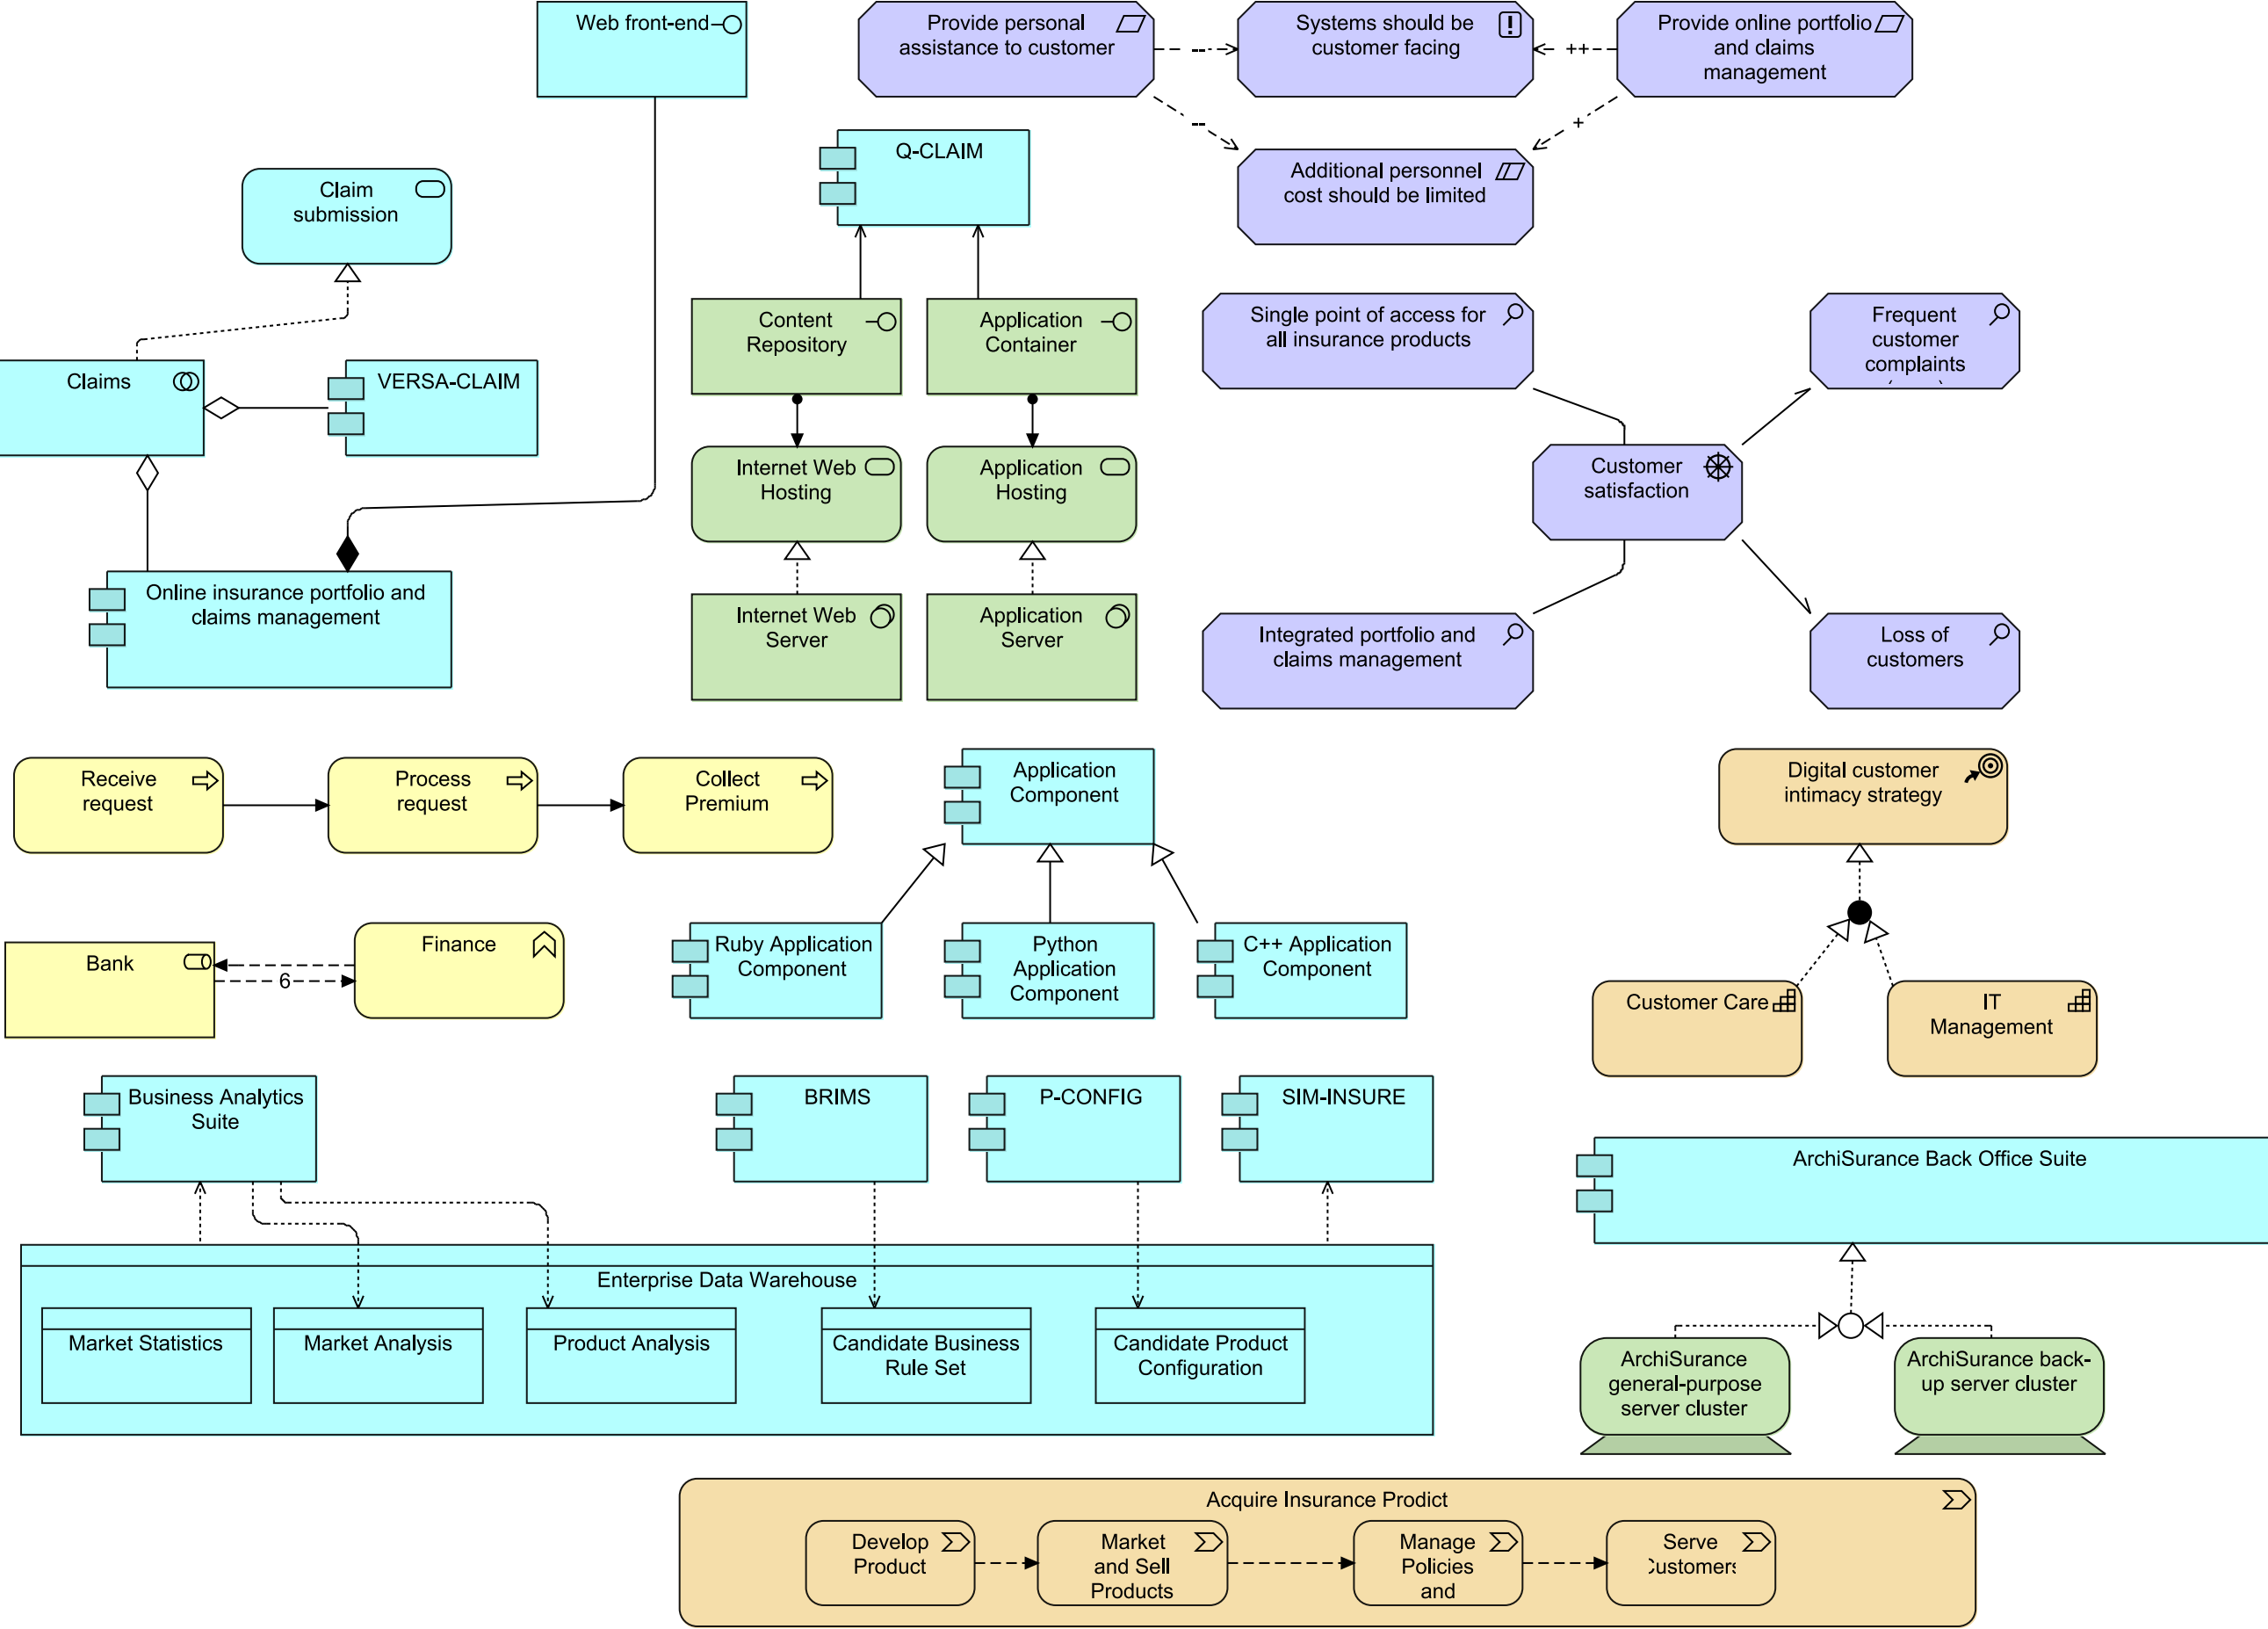 Web front-end
Provide personal
assistance to customer
--
Systems should be
customer facing
++
Provide online portfolio
and claims
management
--
+
Additional personnel
cost should be limited
Q-CLAIM
Claim
submission
Content
Repository
Application
Container
Single point of access for
all insurance products
Frequent
customer
complaints
Claims
VERSA-CLAIM
Internet Web
Hosting
Application
Hosting
Customer
satisfaction
Online insurance portfolio and
claims management
Internet Web
Server
Application
Server
Integrated portfolio and
claims management
Loss of
customers
Receive
request
Process
request
Collect
Premium
Application
Component
Digital customer
intimacy strategy
Bank
6
Finance
Ruby Application
Component
Python
Application
Component
C++ Application
Component
Customer Care
IT
Management
Business Analytics
Suite
BRIMS
P-CONFIG
SIM-INSURE
ArchiSurance Back Office Suite
Enterprise Data Warehouse
Market Statistics
Market Analysis
Product Analysis
Candidate Business
Rule Set
Candidate Product
Configuration
ArchiSurance
general-purpose
server cluster
ArchiSurance back-
up server cluster
Acquire Insurance Prodict
Develop
Product
Market
and Sell
Products
Manage
Policies
and
Serve
Customers